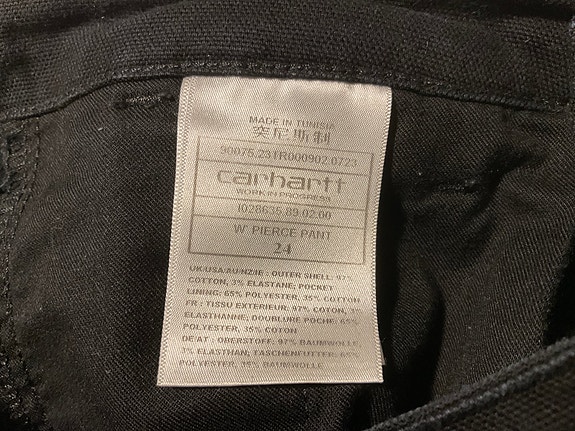 MADE IN TUNISIA
突尼斯制
90075.231R000902 0723
carhartt
WORK IN PROGRESS
I028635.89.02.00
W' PIERCE PANT
24
UK/USA/AU/NZ/IE : OUTER SHELL: 97%
COTTON, 3% ELASTANE; POCKET
LINING: 65% POLYESTER, 35% COTTON
FR : TISSU EXTERIEUR: 97% COTON, 3%
ELASTHANNE; DOUBLURE POCHE: 65%
POLYESTER, 35% COTON
DE/AT : OBERSTOFF: 97% BAUMWOLLE
3% ELASTHAN; TASCHENFUTTER: 65%
POLYESTER, 35% BAUMWOLLE